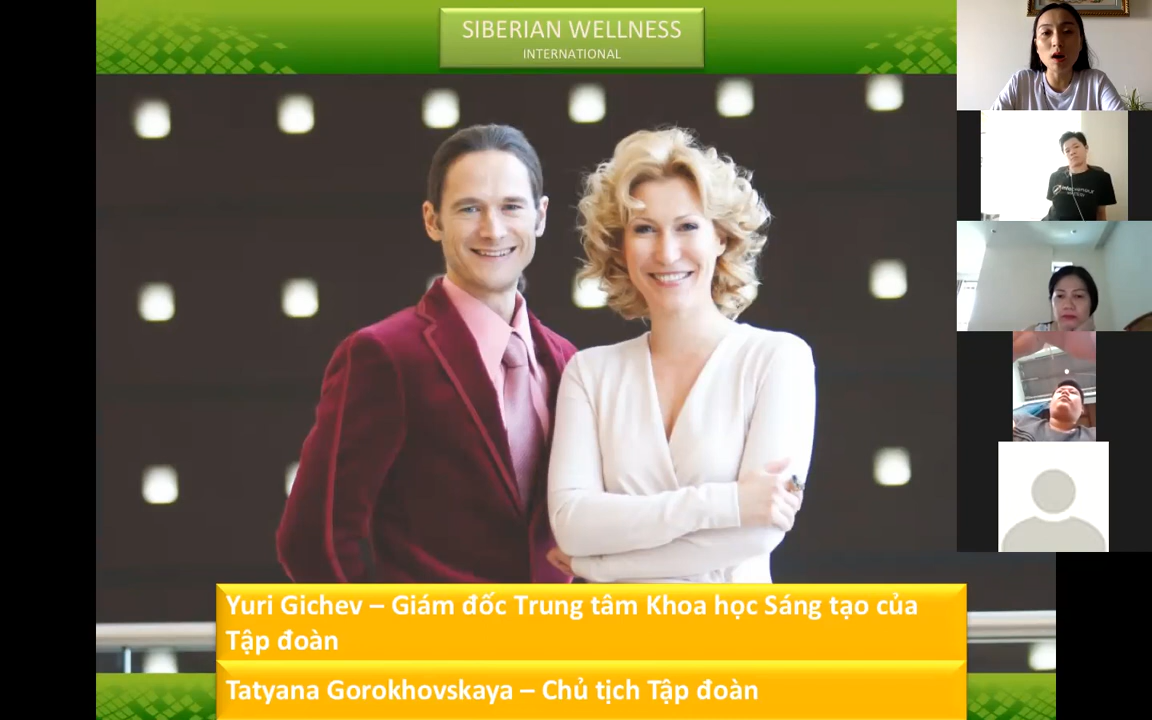 SIBERIAN WELLNESS
INTERNATIONAL
Yuri Gichev – Giám đốc Trung tâm Khoa học Sáng tạo của
Tập đoàn
Tatyana Gorokhovskaya – Chủ tịch Tập đoàn